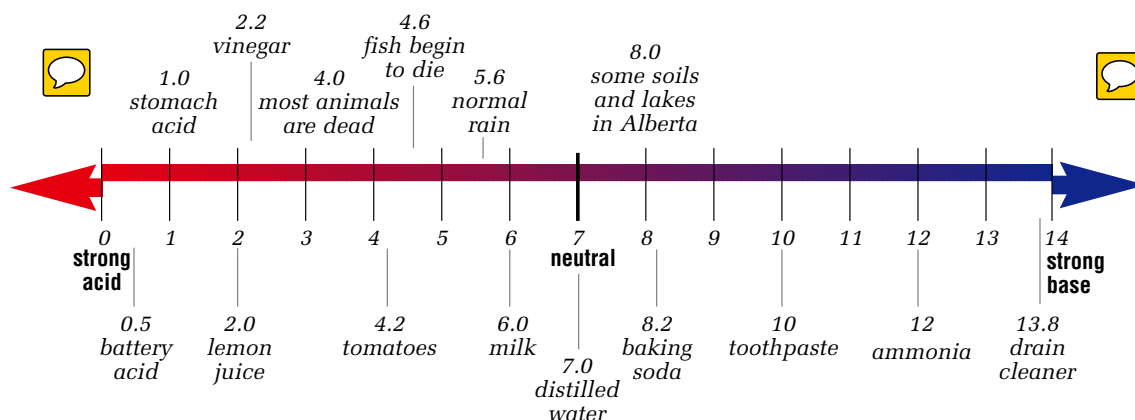 2.2
vinegar
4.6
fish begin
to die
1.0
stomach
acid
4.0
most animals
are dead
5.6
normal
rain
8.0
some soils
and lakes
in Alberta
0 1 2 3 4 5 6 7 8 9 10 11 12 13 14
strong
acid
neutral
strong
base
0.5
battery
acid
2.0
lemon
juice
4.2
tomatoes
6.0
milk
7.0
distilled
water
8.2
baking
soda
10
toothpaste
12
ammonia
13.8
drain
cleaner